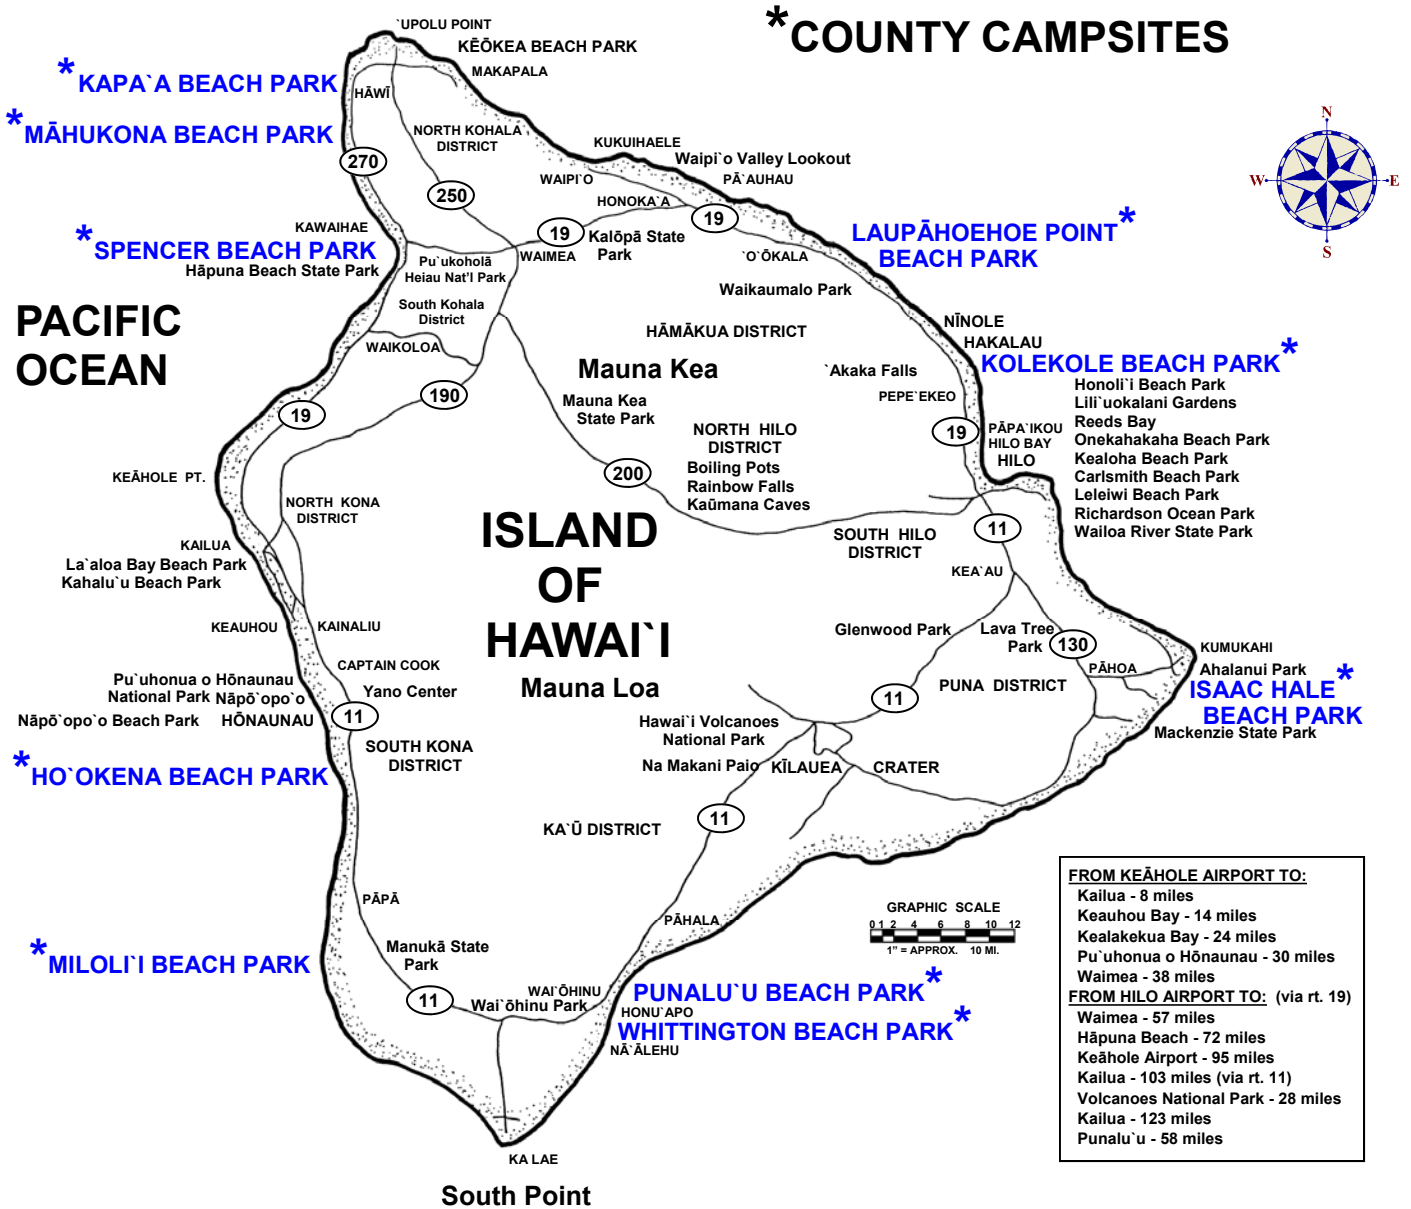 *COUNTY CAMPSITES
`UPOLU POINT
KĒŌKEA BEACH PARK
MAKAPALA
*KAPA`A BEACH PARK
HĀWĪ
*MĀHUKONA BEACH PARK
NORTH KOHALA
DISTRICT
270
250
KUKUIHAELE
Waipi`o Valley Lookout
WAIPI`O
PĀ`AUHAU
HONOKA`A
N
W
E
S
KAWAIHAE
*SPENCER BEACH PARK
Hāpuna Beach State Park
19
19
WAIMEA
Kalōpā State
Park
`O`ŌKALA
LAUPĀHOEHOE POINT*
BEACH PARK
Pu`ukoholā
Heiau Nat'l Park
South Kohala
District
Waikaumalo Park
PACIFIC
OCEAN
HĀMĀKUA DISTRICT
NĪNOLE
HAKALAU
WAIKOLOA
Mauna Kea
`Akaka Falls
KOLEKOLE BEACH PARK*
190
19
Mauna Kea
State Park
PEPE`EKEO
Honoli`i Beach Park
Lili`uokalani Gardens
Reeds Bay
Onekahakaha Beach Park
Kealoha Beach Park
Carlsmith Beach Park
Leleiwi Beach Park
Richardson Ocean Park
Wailoa River State Park
NORTH HILO
DISTRICT
19
PĀPA`IKOU
HILO BAY
HILO
Boiling Pots
Rainbow Falls
Kaūmana Caves
200
KEĀHOLE PT.
NORTH KONA
DISTRICT
ISLAND
OF
HAWAI`I
SOUTH HILO
DISTRICT
11
KAILUA
La`aloa Bay Beach Park
Kahalu`u Beach Park
KEA`AU
KEAUHOU
KAINALIU
Glenwood Park
Lava Tree
Park
130
KUMUKAHI
CAPTAIN COOK
PĀHOA
Ahalanui Park
Pu`uhonua o Hōnaunau
National Park
Nāpō`opo`o
Yano Center
Mauna Loa
PUNA DISTRICT
ISAAC HALE*
BEACH PARK
Nāpō`opo`o Beach Park
HŌNAUNAU
11
11
Hawai`i Volcanoes
National Park
Mackenzie State Park
SOUTH KONA
DISTRICT
*HO`OKENA BEACH PARK
Na Makani Paio
KĪLAUEA
CRATER
KA`Ū DISTRICT
11
PĀPĀ
PĀHALA
GRAPHIC SCALE
0 1 2 4 6 8 10 12
1" = APPROX. 10 MI.
FROM KEĀHOLE AIRPORT TO:
Kailua - 8 miles
Keauhou Bay - 14 miles
Kealakekua Bay - 24 miles
Pu`uhonua o Hōnaunau - 30 miles
Waimea - 38 miles
FROM HILO AIRPORT TO: (via rt. 19)
Waimea - 57 miles
Hāpuna Beach - 72 miles
Keāhole Airport - 95 miles
Kailua - 103 miles (via rt. 11)
Volcanoes National Park - 28 miles
Kailua - 123 miles
Punalu`u - 58 miles
*MILOLI`I BEACH PARK
Manukā State
Park
11
WAI`ŌHINU
Wai`ōhinu Park
PUNALU`U BEACH PARK*
HONU`APO
WHITTINGTON BEACH PARK*
NĀ`ĀLEHU
KA LAE
South Point